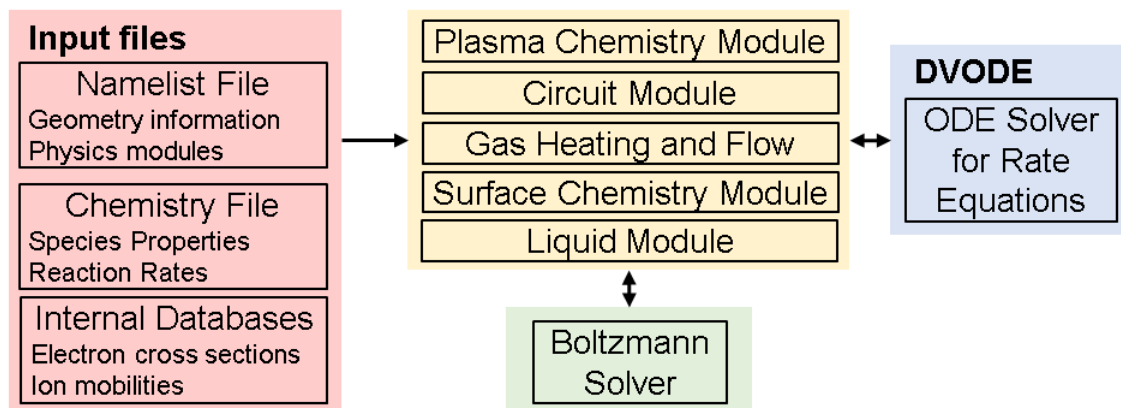 Input files
Namelist File
Geometry information
Physics modules
Chemistry File
Species Properties
Reaction Rates
Internal Databases
Electron cross sections
Ion mobilities
Plasma Chemistry Module
Circuit Module
Gas Heating and Flow
Surface Chemistry Module
Liquid Module
Boltzmann
Solver
DVODE
ODE Solver
for Rate
Equations